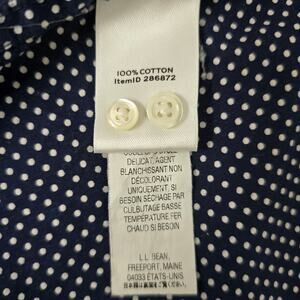 100% COTTON
ItemID 286872
DELICAT, AGENT
BLANCHISSANT NON
DÉCOLORANT
UNIQUEMENT, SI
BESOIN SÉCHAGE PAR
CULBUTAGE BASSE
TEMPÉRATURE FER
CHAUD SI BESOIN
L.L. BEAN,
FREEPORT, MAINE
04033 ÉTATS-UNIS